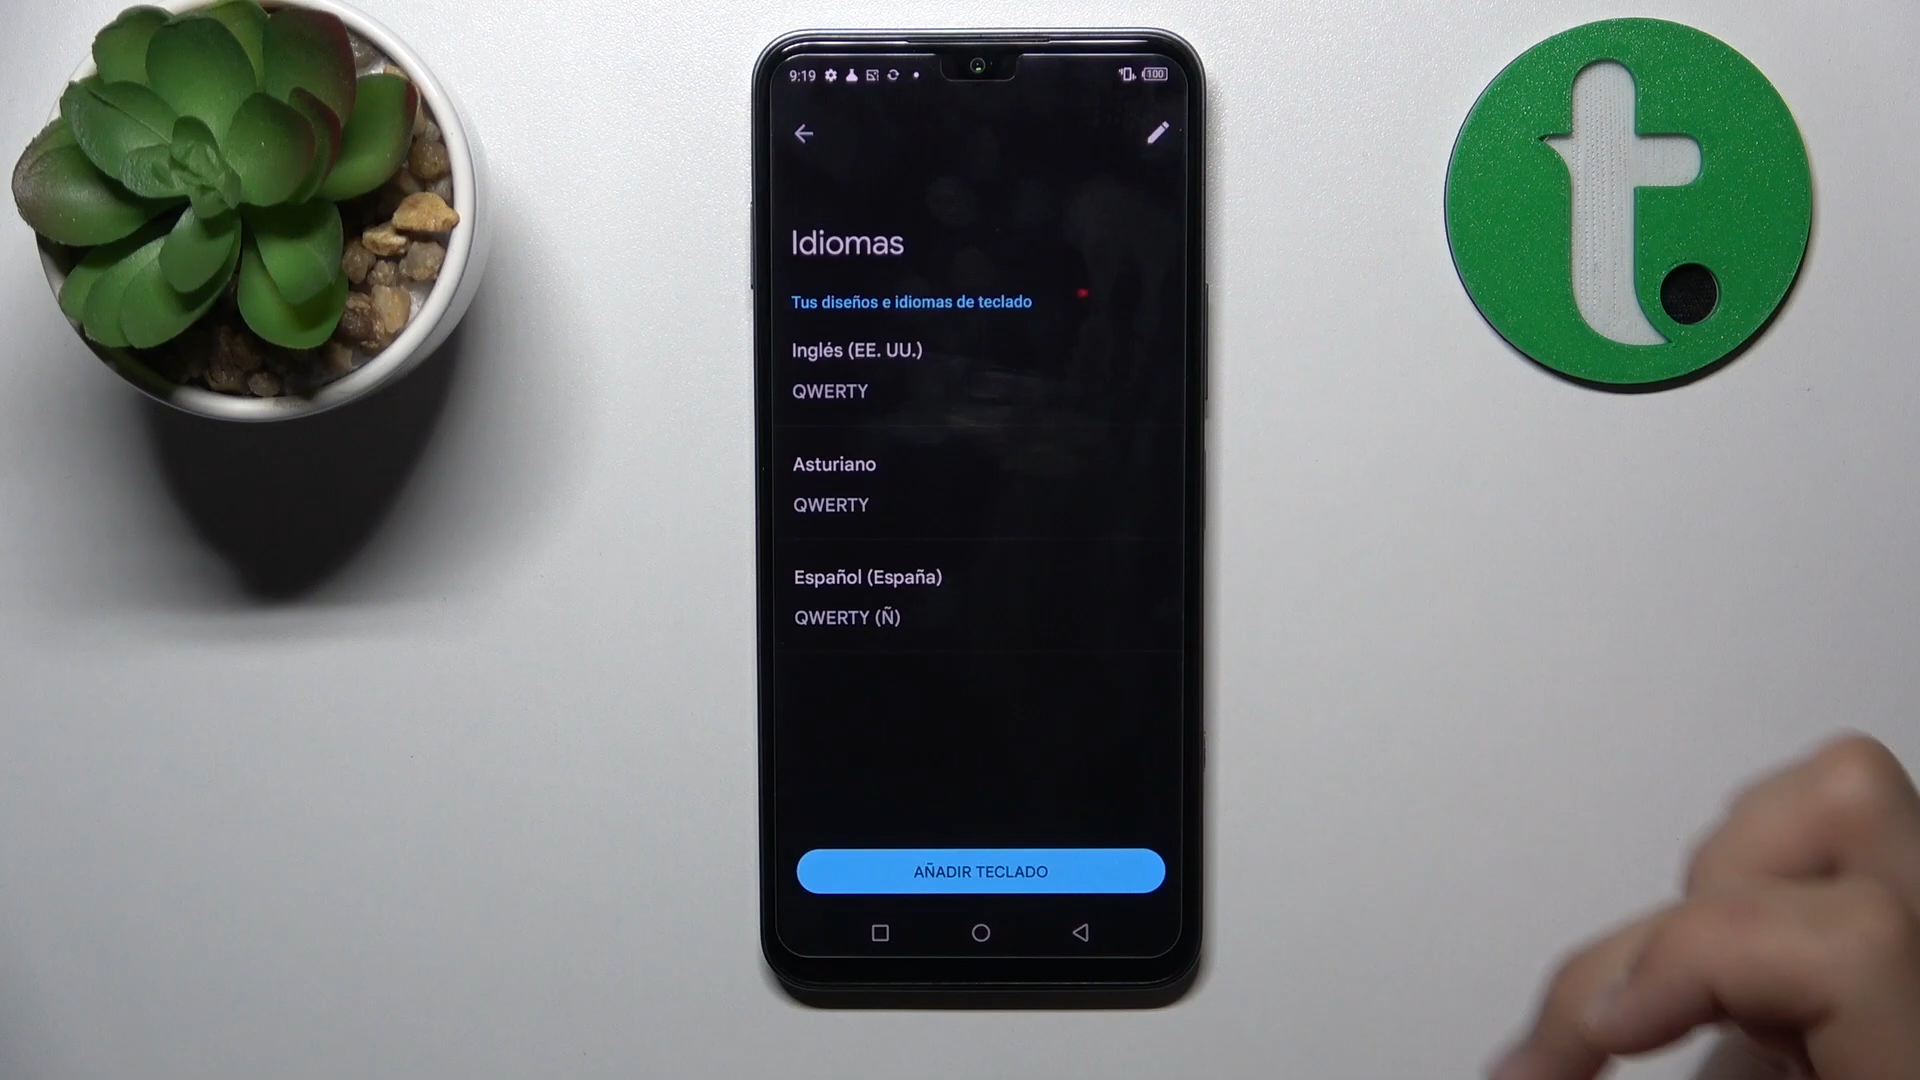 9:19
100
Idiomas
Tus diseños e idiomas de teclado
Inglés (EE. UU.)
QWERTY
Asturiano
QWERTY
Español (España)
QWERTY (Ñ)
AÑADIR TECLADO
t